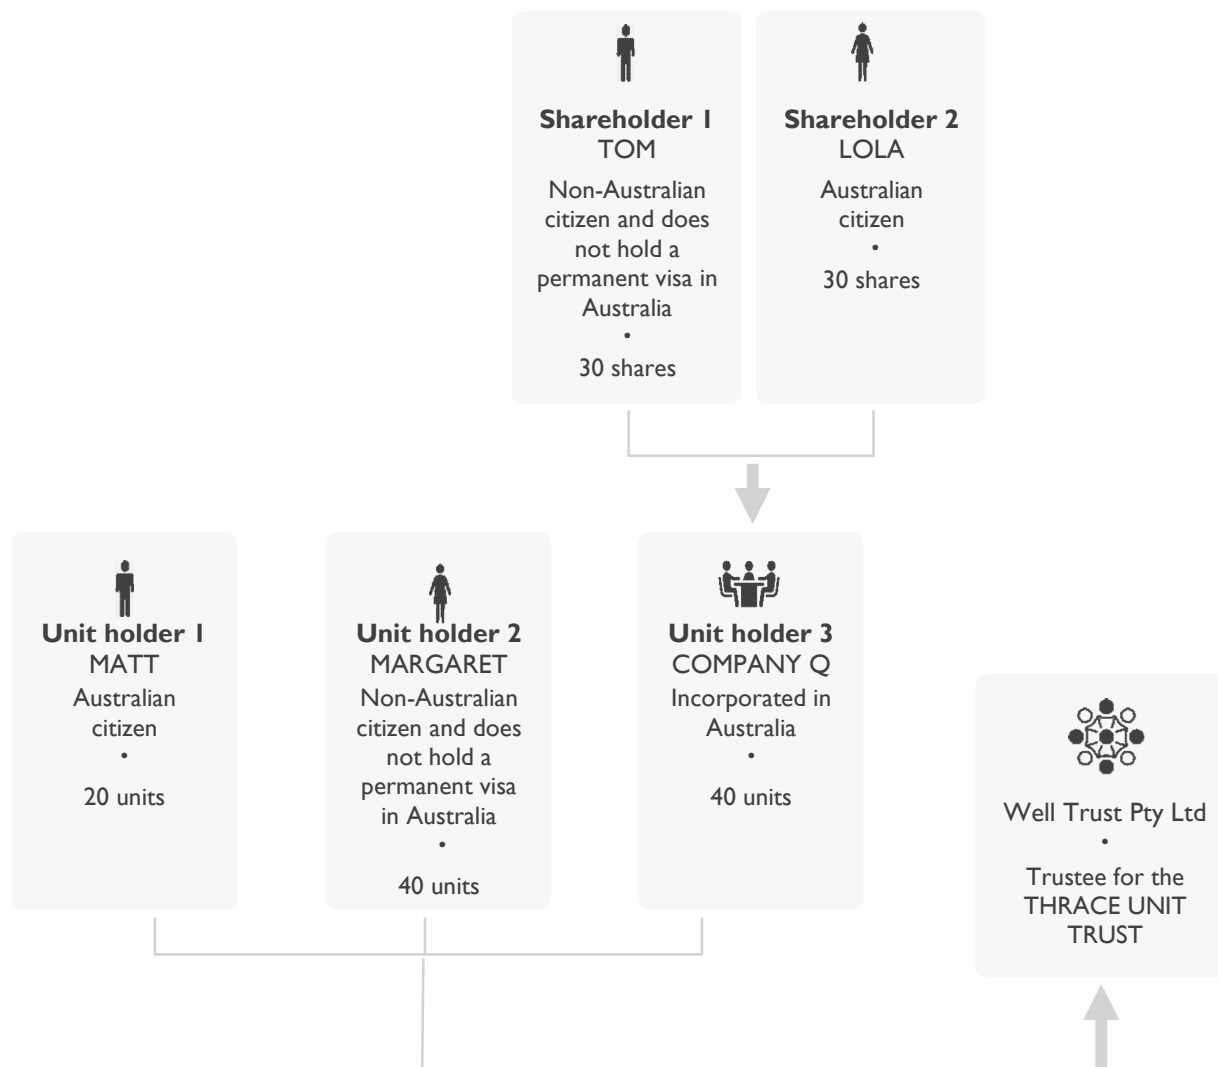 Shareholder 1
TOM
Non-Australian
citizen and does
not hold a
permanent visa in
Australia
•
30 shares
Shareholder 2
LOLA
Australian
citizen
•
30 shares
Unit holder 1
MATT
Australian
citizen
•
20 units
Unit holder 2
MARGARET
Non-Australian
citizen and does
not hold a
permanent visa
in Australia
•
40 units
Unit holder 3
COMPANY Q
Incorporated in
Australia
•
40 units
Well Trust Pty Ltd
•
Trustee for the
THRACE UNIT
TRUST